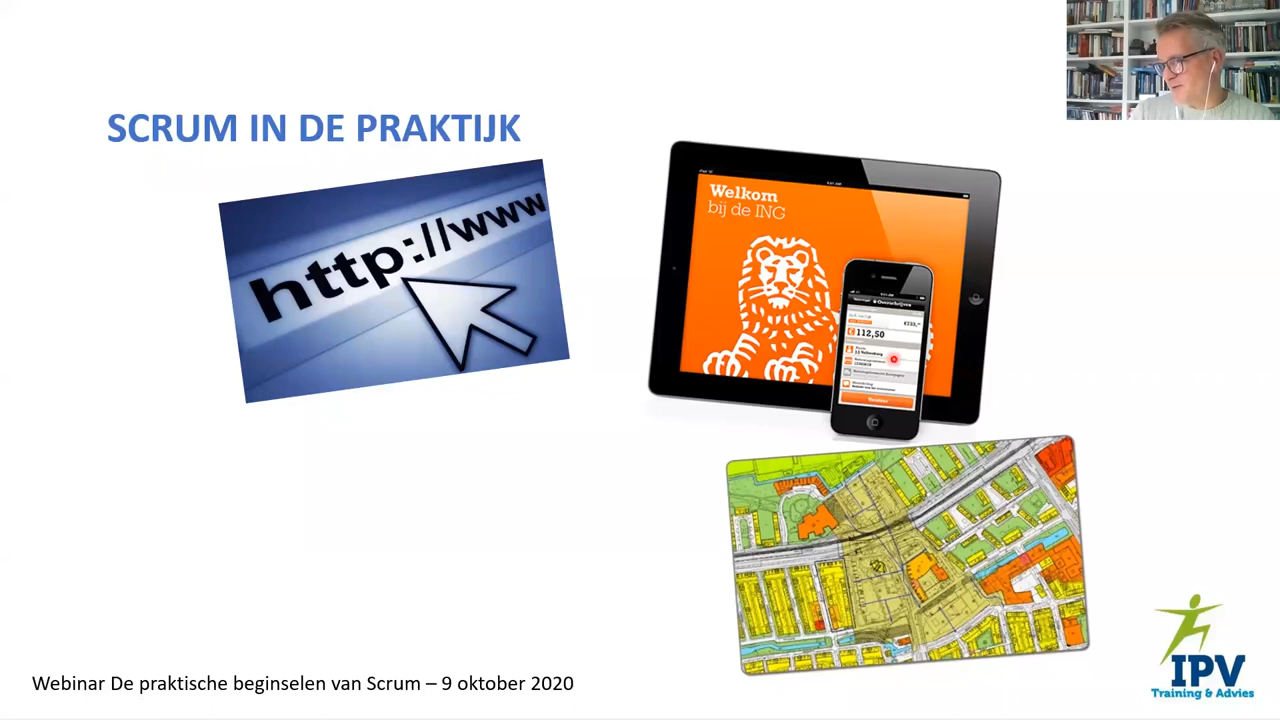 SCRUM IN DE PRAKTIJK
http://www
Welkom
bij de ING
Overschrijven
€ 112,50
Webinar De praktische beginselen van Scrum – 9 oktober 2020
IPV
Training & Advies